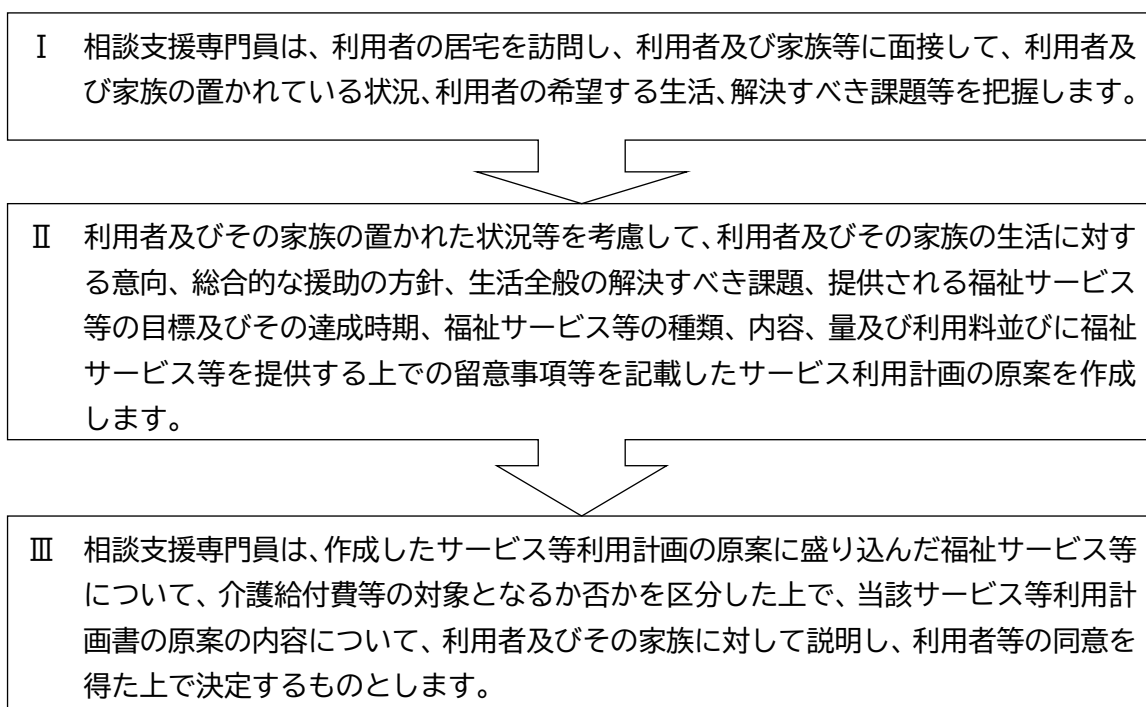 Ⅰ 相談支援専門員は、利用者の居宅を訪問し、利用者及び家族等に面接して、利用者及
び家族の置かれている状況、利用者の希望する生活、解決すべき課題等を把握します。
Ⅱ 利用者及びその家族の置かれた状況等を考慮して、利用者及びその家族の生活に対す
る意向、総合的な援助の方針、生活全般の解決すべき課題、提供される福祉サービス
等の目標及びその達成時期、福祉サービス等の種類、内容、量及び利用料並びに福祉
サービス等を提供する上での留意事項等を記載したサービス利用計画の原案を作成
します。
Ⅲ 相談支援専門員は、作成したサービス等利用計画の原案に盛り込んだ福祉サービス等
について、介護給付費等の対象となるか否かを区分した上で、当該サービス等利用計
画書の原案の内容について、利用者及びその家族に対して説明し、利用者等の同意を
得た上で決定するものとします。